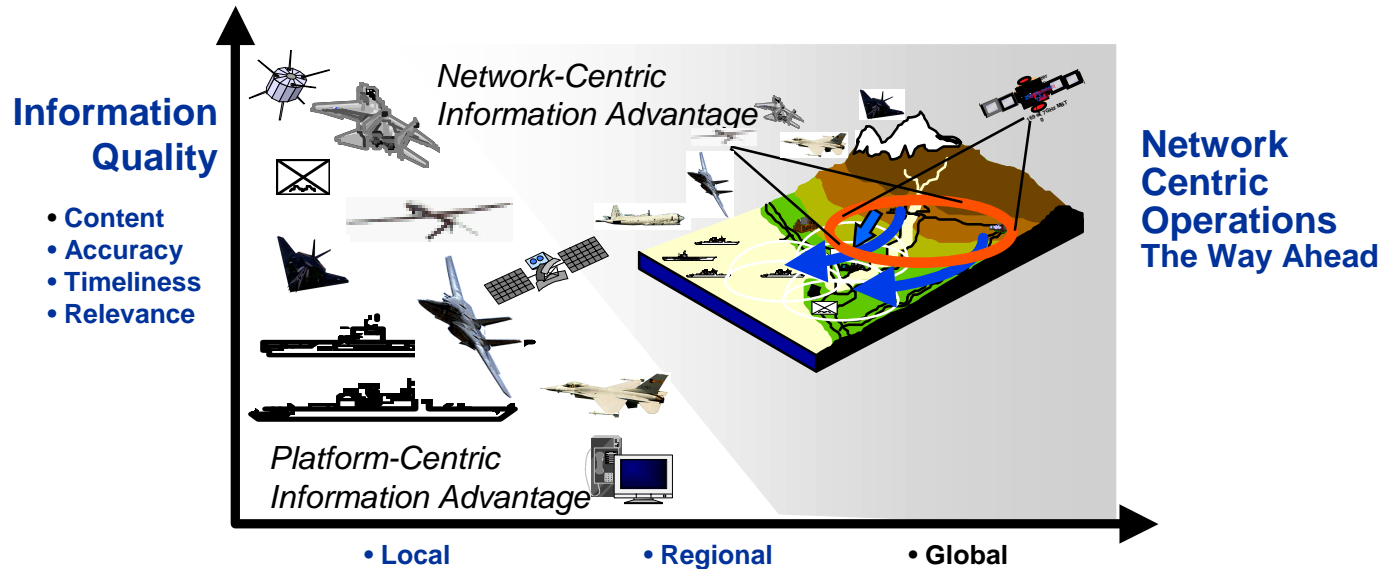 Network-Centric
Information Advantage
Information
Quality
• Content
• Accuracy
• Timeliness
• Relevance
Network
Centric
Operations
The Way Ahead
Platform-Centric
Information Advantage
• Local
• Regional
• Global